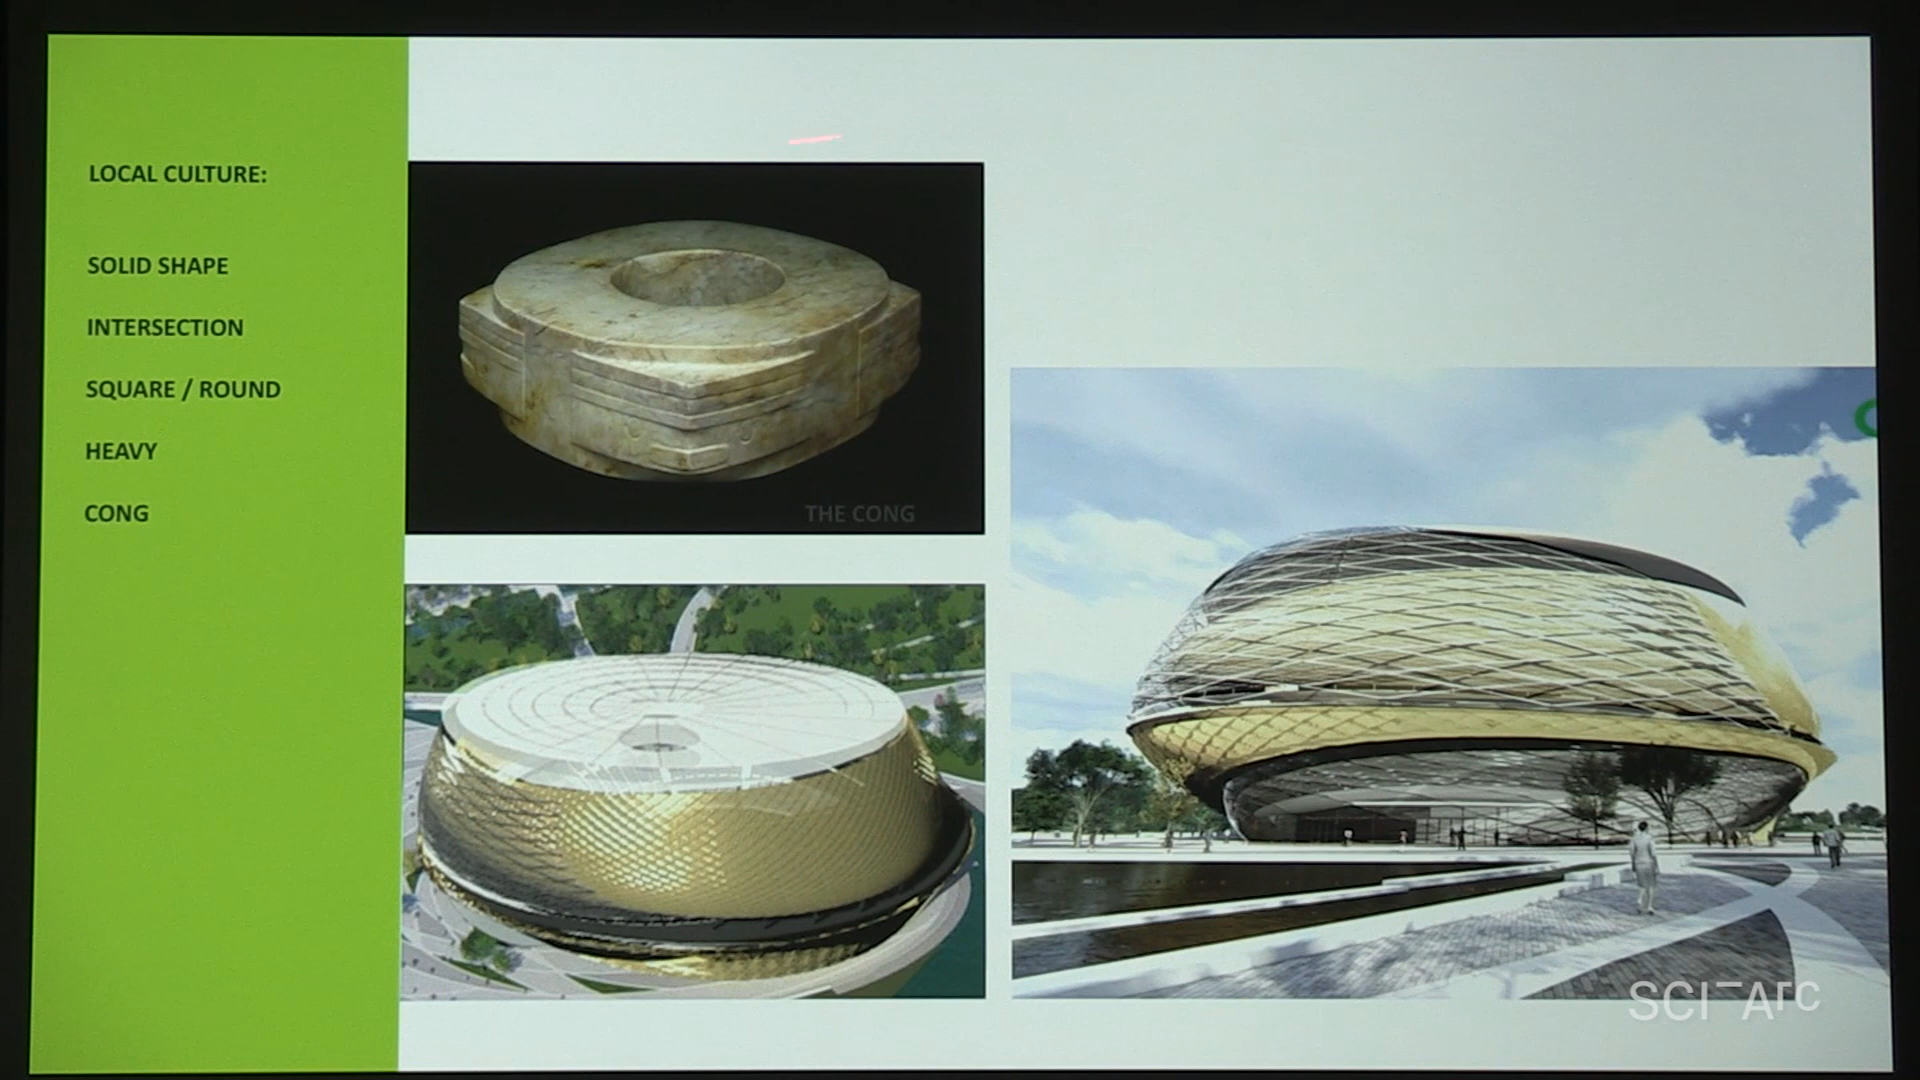 LOCAL CULTURE:
SOLID SHAPE
INTERSECTION
SQUARE / ROUND
HEAVY
CONG
THE CONG
SCI-Arc